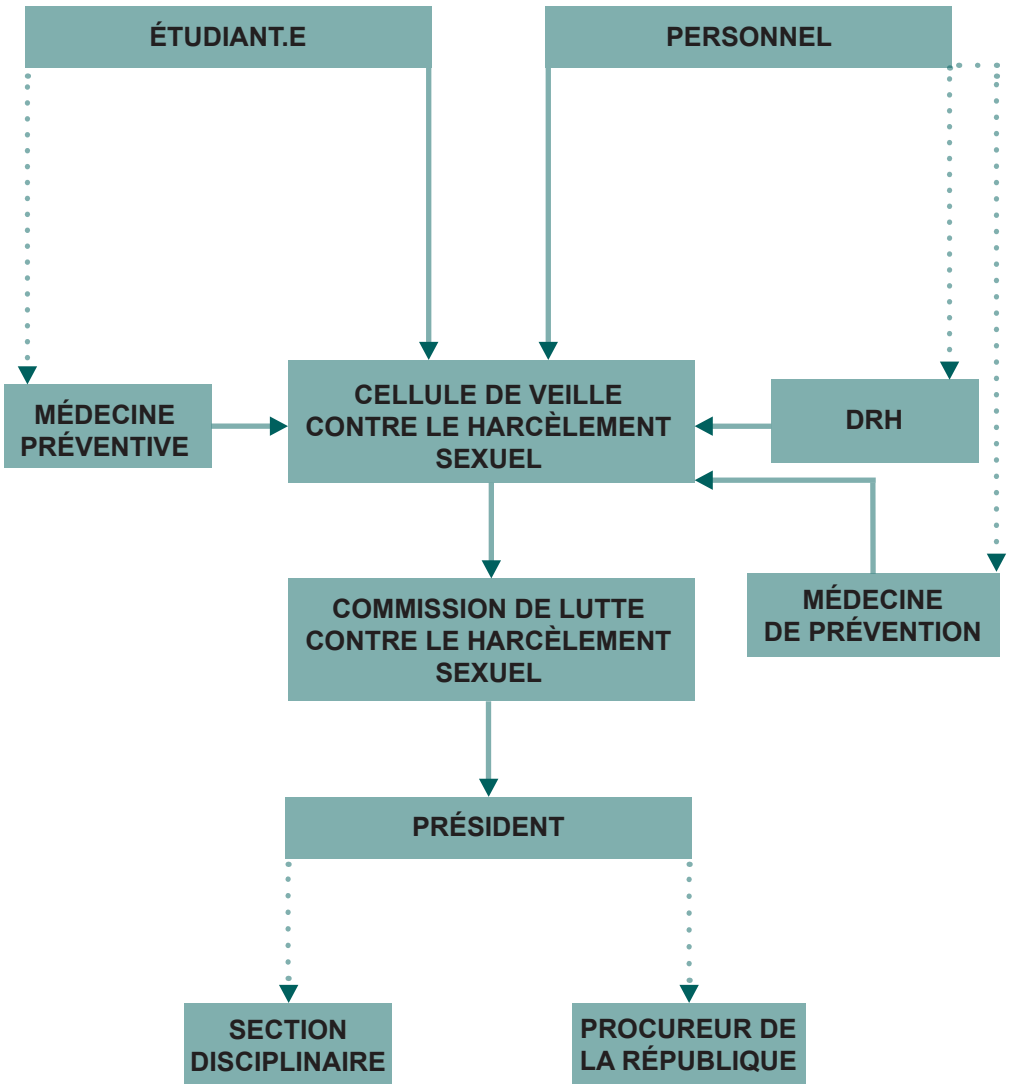 ÉTUDIANT.E
PERSONNEL
MÉDECINE
PRÉVENTIVE
CELLULE DE VEILLE
CONTRE LE HARCÈLEMENT
SEXUEL
DRH
COMMISSION DE LUTTE
CONTRE LE HARCÈLEMENT
SEXUEL
MÉDECINE
DE PRÉVENTION
PRÉSIDENT
SECTION
DISCIPLINAIRE
PROCUREUR DE
LA RÉPUBLIQUE